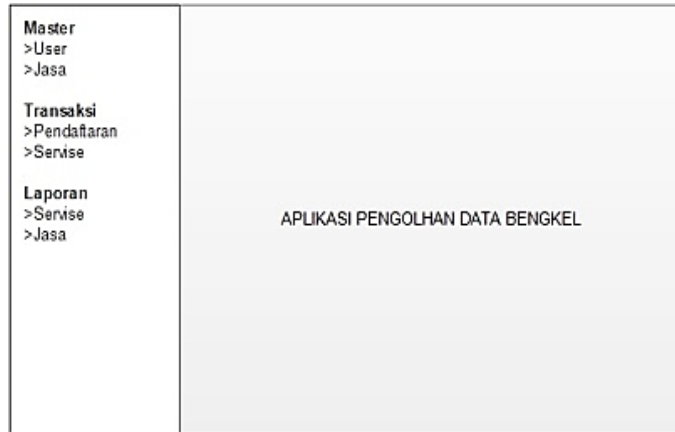 Master
>User
>Jasa
Transaksi
>Pendaftaran
>Servise
Laporan
>Servise
>Jasa
APLIKASI PENGOLHAN DATA BENGKEL